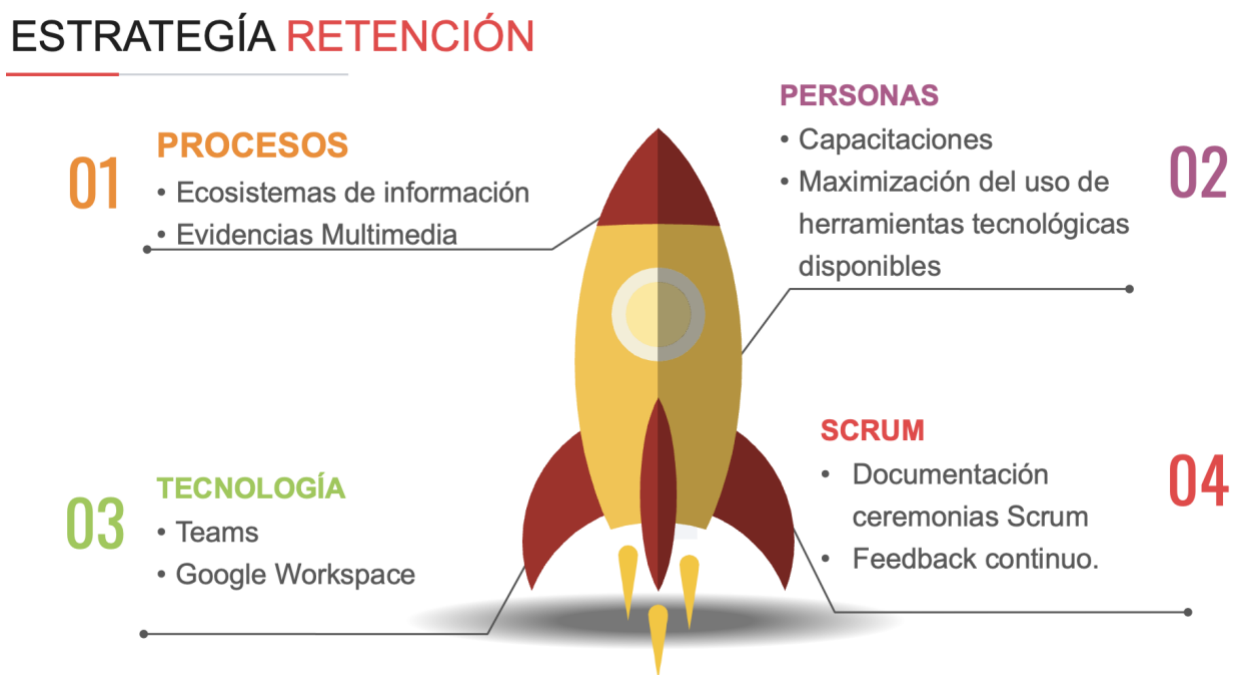 ESTRATEGÍA RETENCIÓN
01
PROCESOS
• Ecosistemas de información
• Evidencias Multimedia
PERSONAS
• Capacitaciones
• Maximización del uso de
herramientas tecnológicas
disponibles
02
03
TECNOLOGÍA
• Teams
• Google Workspace
SCRUM
• Documentación
ceremonias Scrum
• Feedback continuo.
04